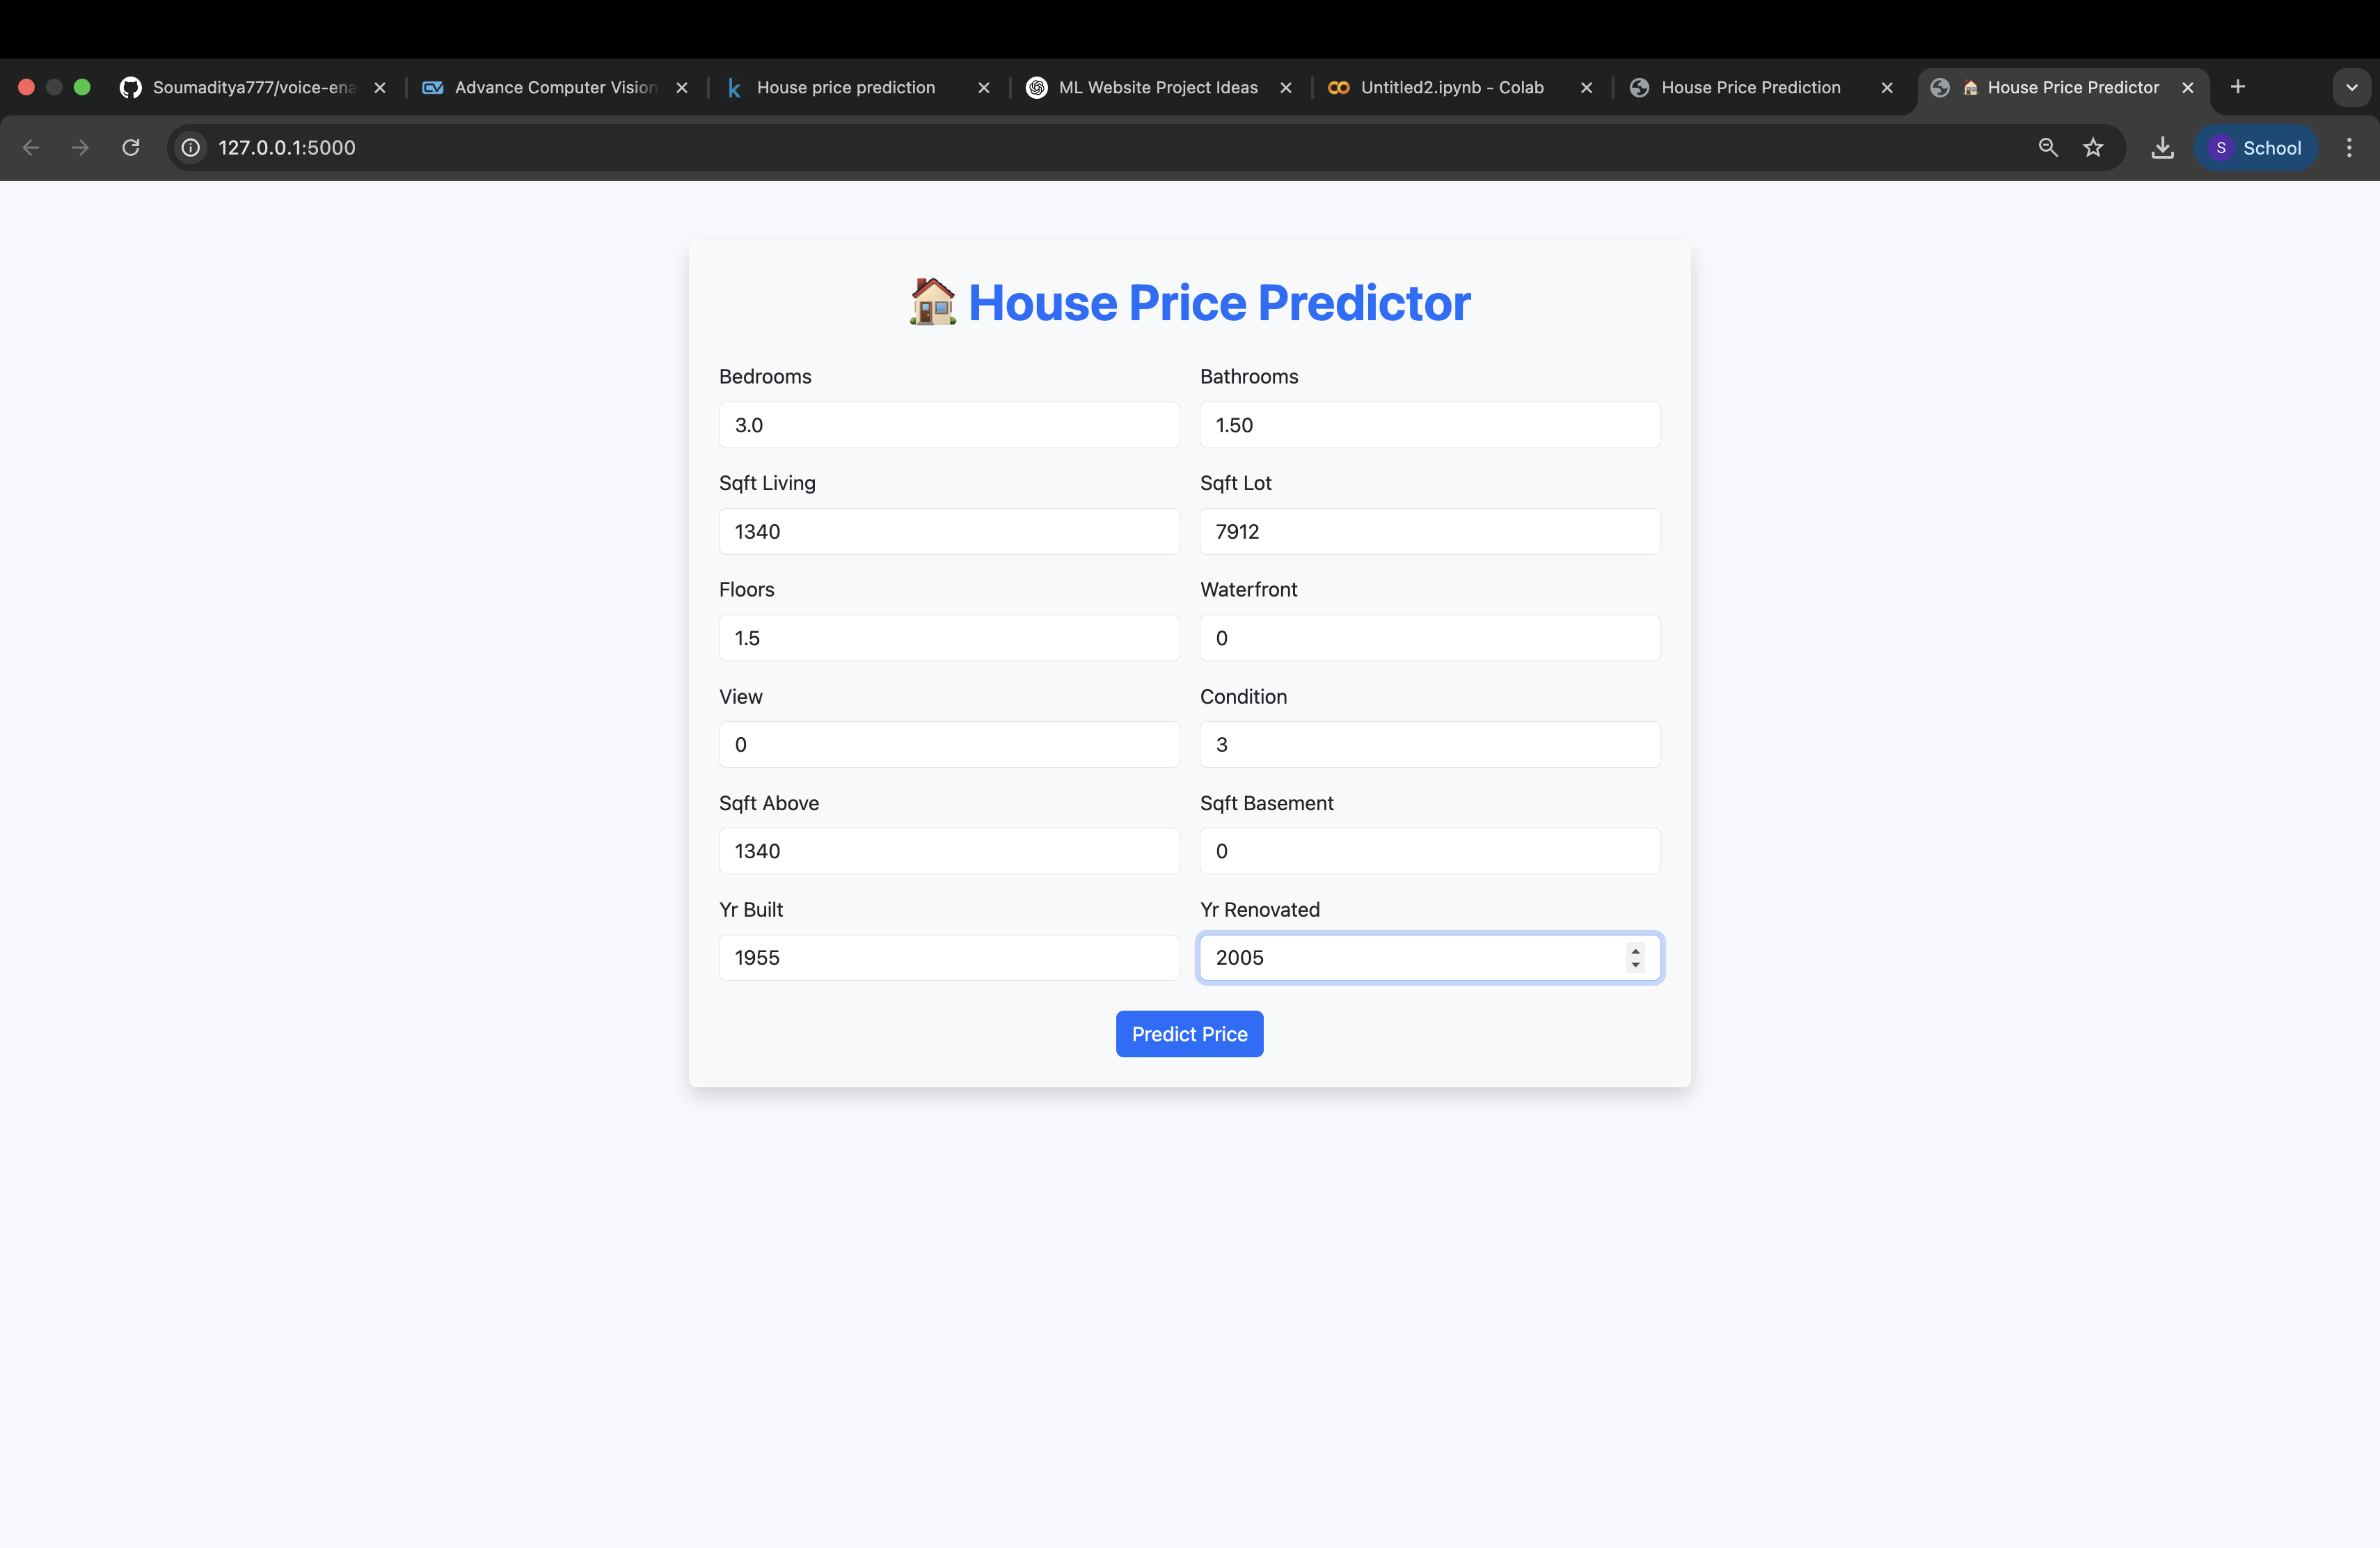 Soumaditya777/voice-ena
Advance Computer Vision
House price prediction
ML Website Project Ideas
Untitled2.ipynb - Colab
House Price Prediction
🏠 House Price Predictor
127.0.0.1:5000
S School
🏠 House Price Predictor
Bedrooms Bathrooms
3.0 1.50
Sqft Living Sqft Lot
1340 7912
Floors Waterfront
1.5 0
View Condition
0 3
Sqft Above Sqft Basement
1340 0
Yr Built Yr Renovated
1955 2005
Predict Price